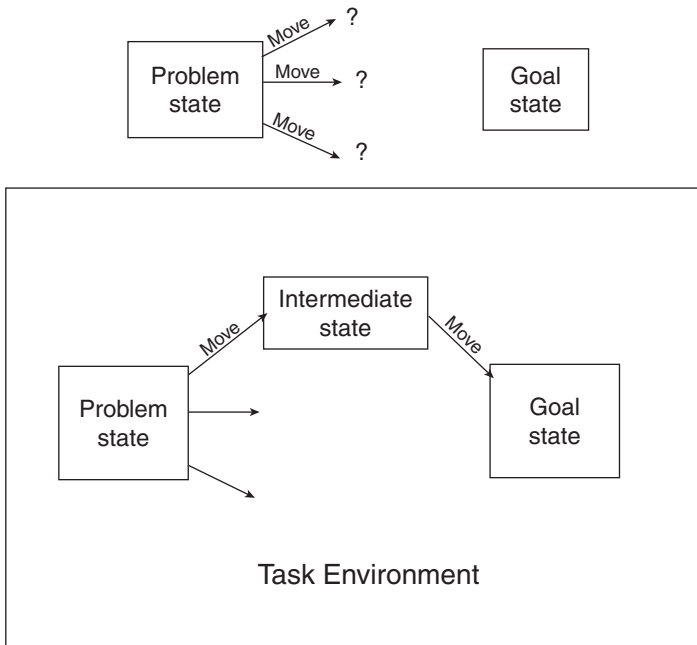 Move
?
Problem
state
Move
?
Move
?
Goal
state
Intermediate
state
Move
Move
Problem
state
Goal
state
Task Environment